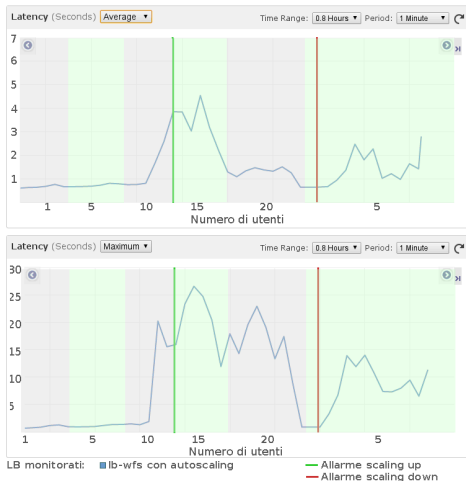 Latency (Seconds) Average Time Range: 0.8 Hours Period: 1 Minute
7
6
5
4
3
2
1
1 5 10 15 20 5
Numero di utenti
Latency (Seconds) Maximum Time Range: 0.8 Hours Period: 1 Minute
30
25
20
15
10
5
1 5 10 15 20 5
Numero di utenti
LB monitorati: lb-wfs con autoscaling Allarme scaling up
Allarme scaling down